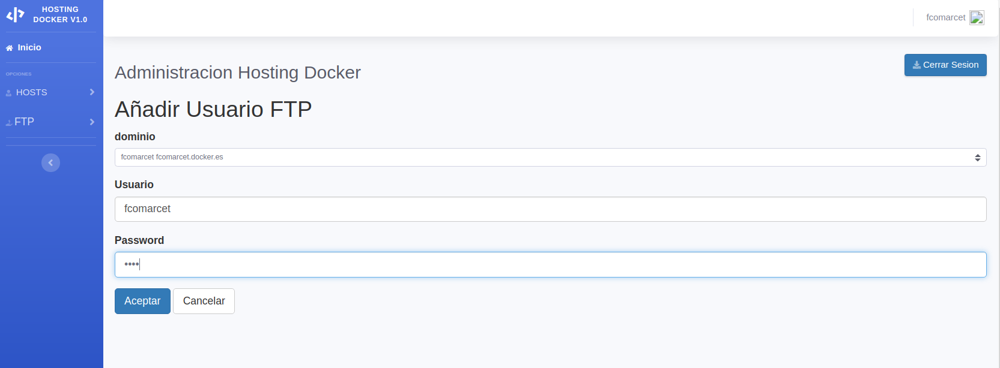 HOSTING
DOCKER V1.0
Inicio
OPCIONES
HOSTS
FTP
fcomarcet
Cerrar Sesion
Administracion Hosting Docker
Añadir Usuario FTP
dominio
fcomarcet fcomarcet.docker.es
Usuario
fcomarcet
Password
••••
Aceptar Cancelar